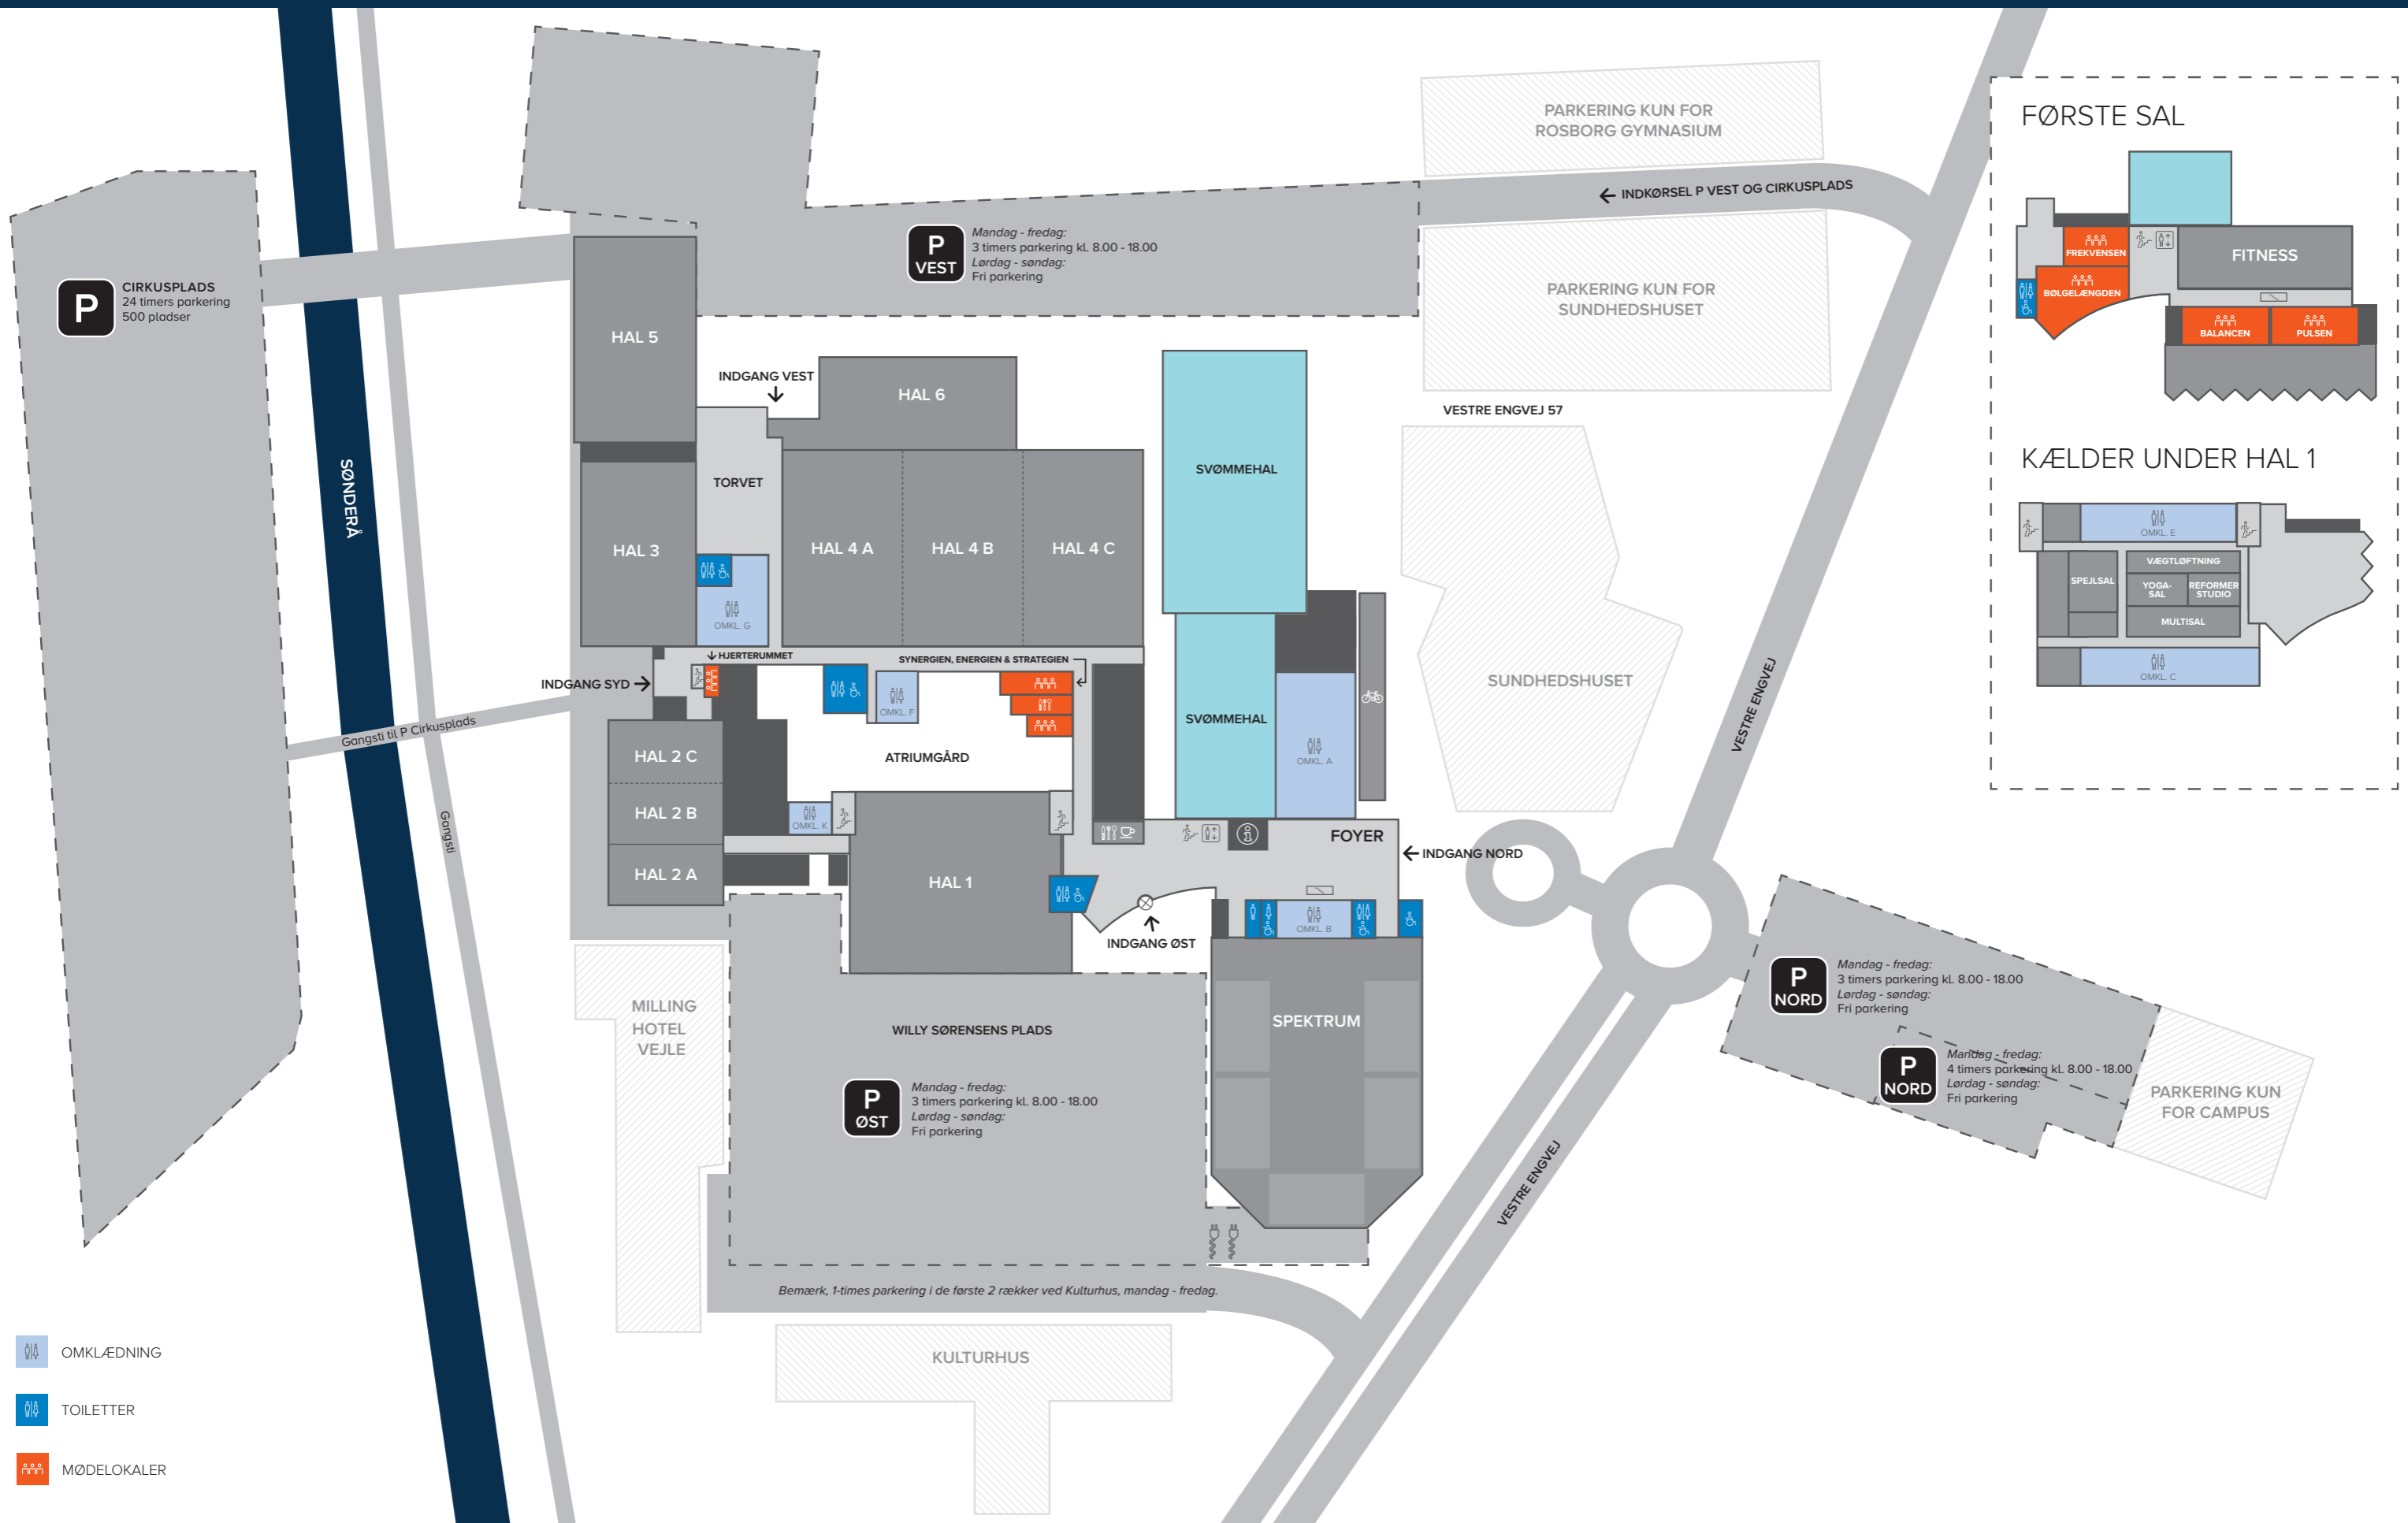 PARKERING KUN FOR
ROSBORG GYMNASIUM
← INDKØRSEL P VEST OG CIRKUSPLADS
P
VEST
Mandag - fredag:
3 timers parkering kl. 8.00 - 18.00
Lørdag - søndag:
Fri parkering
PARKERING KUN FOR
SUNDHEDSHUSET
P
CIRKUSPLADS
24 timers parkering
500 pladser
SØNDERÅ
HAL 5
INDGANG VEST
HAL 6
VESTRE ENGVEJ 57
SVØMMEHAL
TORVET
HAL 3
HAL 4 A
HAL 4 B
HAL 4 C
OMKL. G
HJERTERUMMET
SYNERGIEN, ENERGIEN & STRATEGIEN
INDGANG SYD
SUNDHEDSHUSET
OMKL. F
SVØMMEHAL
VESTRE ENGVEJ
Gangsti til P Cirkusplads
HAL 2 C
ATRIUMGÅRD
OMKL. A
HAL 2 B
OMKL. K
Gangsti
FOYER
INDGANG NORD
HAL 2 A
HAL 1
OMKL. B
INDGANG ØST
MILLING
HOTEL
VEJLE
WILLY SØRENSENS PLADS
SPEKTRUM
P
ØST
Mandag - fredag:
3 timers parkering kl. 8.00 - 18.00
Lørdag - søndag:
Fri parkering
P
NORD
Mandag - fredag:
3 timers parkering kl. 8.00 - 18.00
Lørdag - søndag:
Fri parkering
P
NORD
Mandag - fredag:
4 timers parkering kl. 8.00 - 18.00
Lørdag - søndag:
Fri parkering
PARKERING KUN
FOR CAMPUS
VESTRE ENGVEJ
Bemærk, 1-times parkering i de første 2 rækker ved Kulturhus, mandag - fredag.
KULTURHUS
FØRSTE SAL
FREKVENSEN
FITNESS
BØLGELÆNGDEN
BALANCEN
PULSEN
KÆLDER UNDER HAL 1
OMKL. E
VÆGTLØFTNING
SPEJLSAL
YOGA-
SAL
REFORMER
STUDIO
MULTISAL
OMKL. C
OMKLÆDNING
TOILETTER
MØDELOKALER